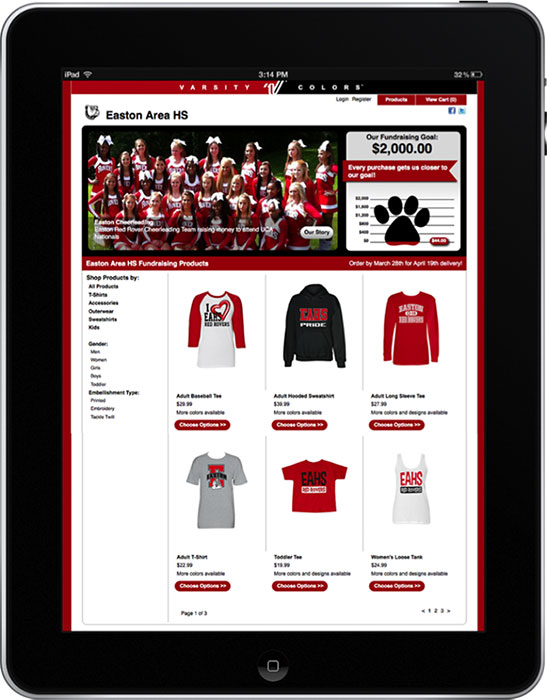 iPad 3:14 PM 32%
VARSITY V COLORS
Login Register Products View Cart (0)
Easton Area HS
Our Fundraising Goal:
$2,000.00
Every purchase gets us closer to
our goal!
$2,000
$1,600
$1,200
$800
$400
$0
$44.00
Easton Cheerleading
Easton Red Rover Cheerleading Team raising money to attend UCA
Nationals
Our Story
Easton Area HS Fundraising Products Order by March 28th for April 19th delivery!
Shop Products by:
All Products
T-Shirts
Accessories
Outerwear
Sweatshirts
Kids
Gender:
Men
Women
Girls
Boys
Toddler
Embellishment Type:
Printed
Embroidery
Tackle Twill
I
EAHS
RED ROVERS
Adult Baseball Tee
$29.99
More colors available
Choose Options >>
EAHS
PRIDE
Adult Hooded Sweatshirt
$39.99
More colors available
Choose Options >>
EASTON
RED ROVERS
Adult Long Sleeve Tee
$27.99
More colors and designs available
Choose Options >>
EASTON
Adult T-Shirt
$22.99
More colors and designs available
Choose Options >>
EAHS
RED ROVERS
Toddler Tee
$19.99
More colors and designs available
Choose Options >>
EAHS
RED ROVERS
Women's Loose Tank
$24.99
More colors and designs available
Choose Options >>
Page 1 of 3 < 1 2 3 >